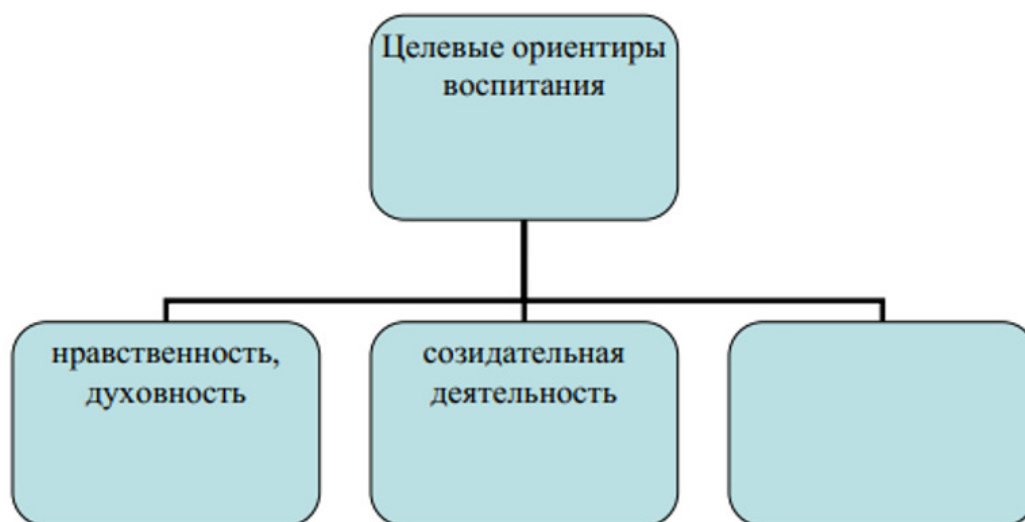 Целевые ориентиры
воспитания
нравственность,
духовность
созидательная
деятельность